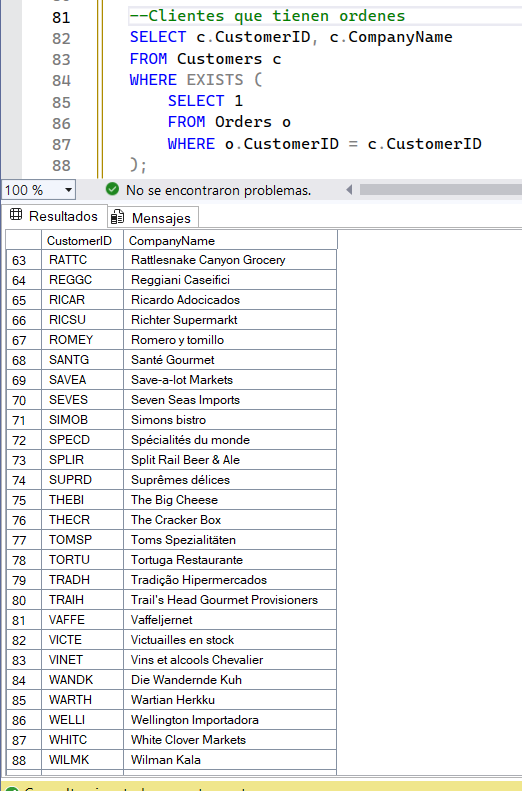 81 --Clientes que tienen ordenes
82 SELECT c.CustomerID, c.CompanyName
83 FROM Customers c
84 WHERE EXISTS (
85 SELECT 1
86 FROM Orders o
87 WHERE o.CustomerID = c.CustomerID
88 );
100 % No se encontraron problemas.
Resultados Mensajes
CustomerID CompanyName
63 RATTC Rattlesnake Canyon Grocery
64 REGGC Reggiani Caseifici
65 RICAR Ricardo Adocicados
66 RICSU Richter Supermarkt
67 ROMEY Romero y tomillo
68 SANTG Santé Gourmet
69 SAVEA Save-a-lot Markets
70 SEVES Seven Seas Imports
71 SIMOB Simons bistro
72 SPECD Spécialités du monde
73 SPLIR Split Rail Beer & Ale
74 SUPRD Suprêmes délices
75 THEBI The Big Cheese
76 THECR The Cracker Box
77 TOMSP Toms Spezialitäten
78 TORTU Tortuga Restaurante
79 TRADH Tradição Hipermercados
80 TRAIH Trail's Head Gourmet Provisioners
81 VAFFE Vaffeljernet
82 VICTE Victuailles en stock
83 VINET Vins et alcools Chevalier
84 WANDK Die Wandernde Kuh
85 WARTH Wartian Herkku
86 WELLI Wellington Importadora
87 WHITC White Clover Markets
88 WILMK Wilman Kala